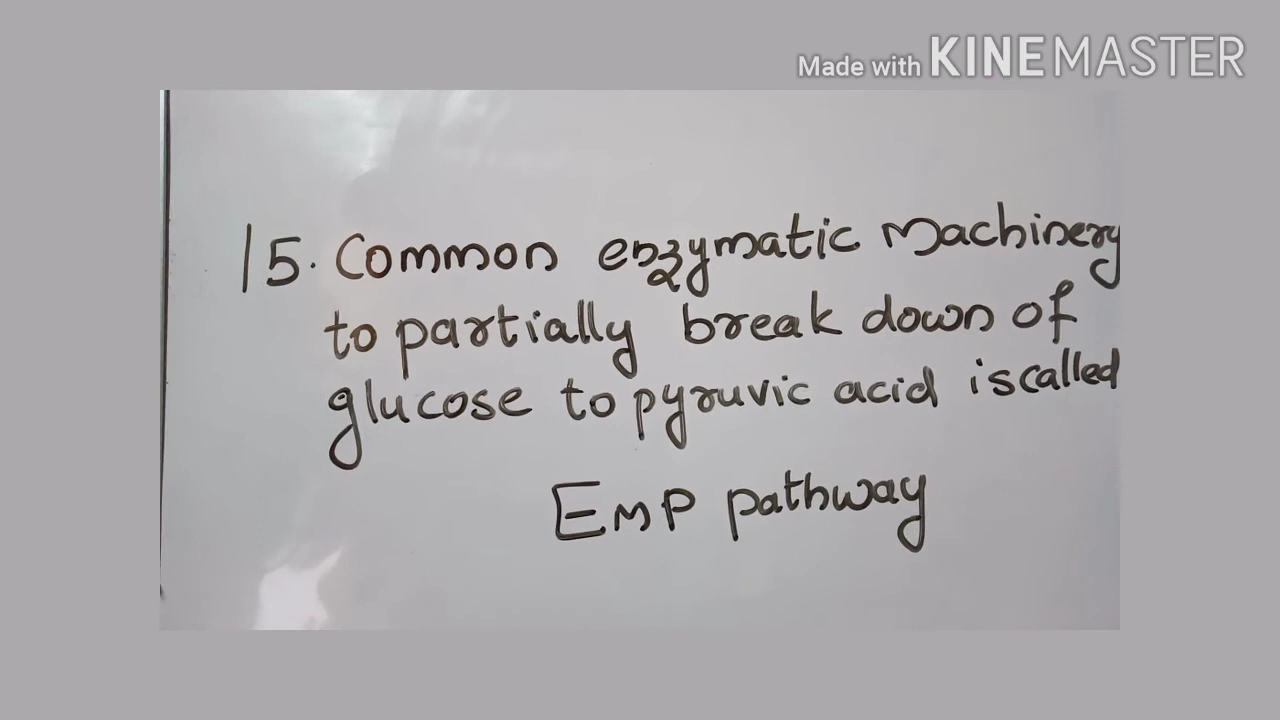 Made with KINEMASTER
15. Common enzymatic Machinery
to partially break down of
glucose to pyruvic acid is called
EMP pathway